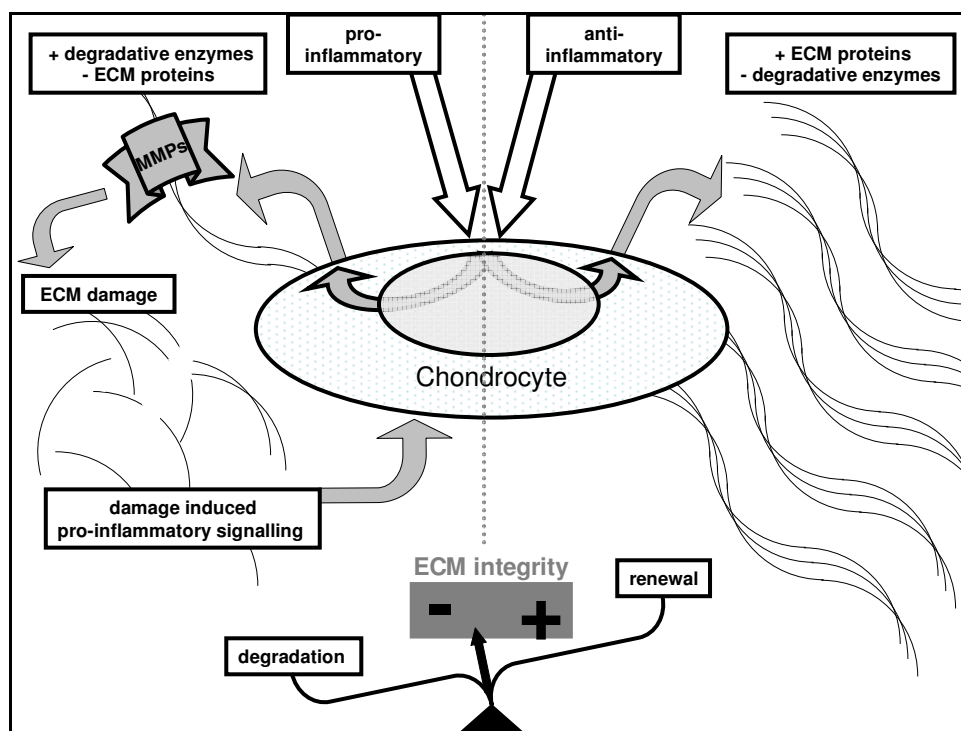 + degradative enzymes
- ECM proteins
pro-
inflammatory
anti-
inflammatory
+ ECM proteins
- degradative enzymes
MMPs
ECM damage
Chondrocyte
damage induced
pro-inflammatory signalling
ECM integrity
- +
renewal
degradation